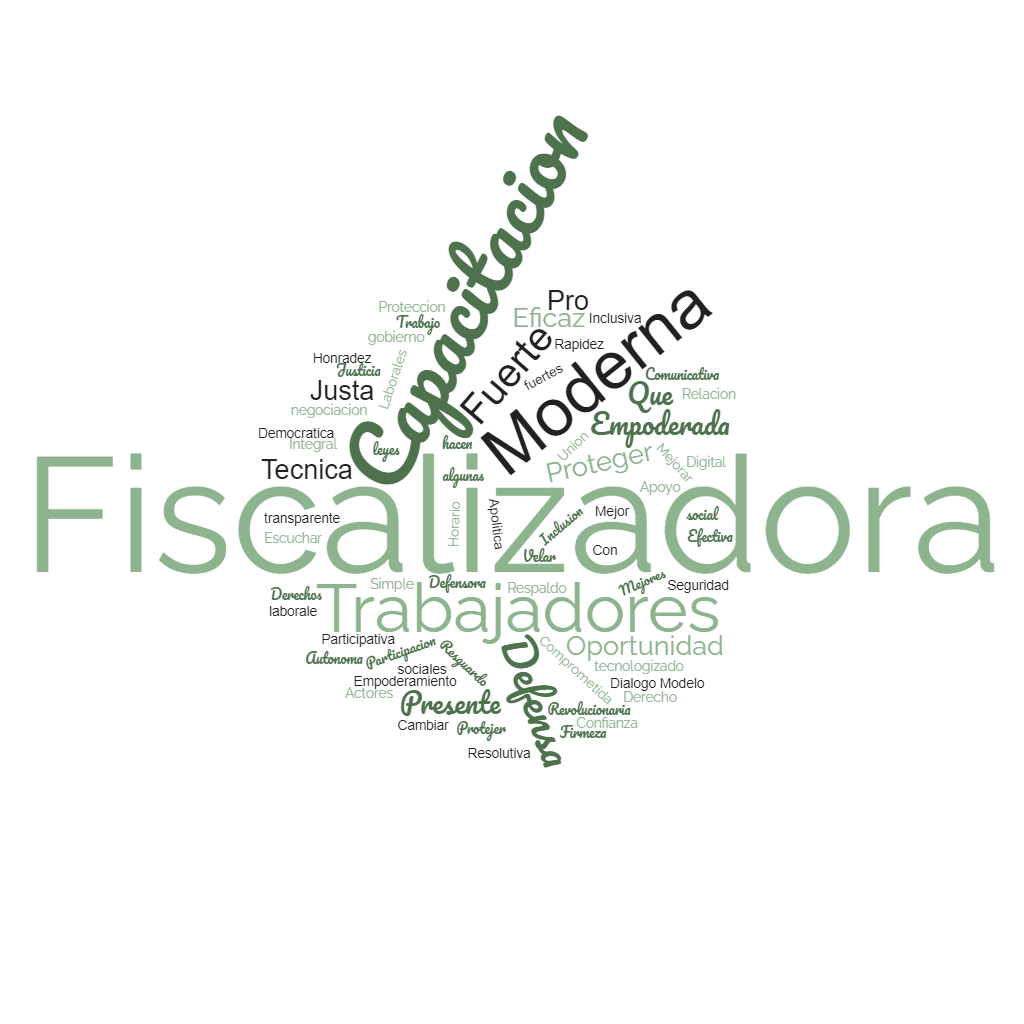 Capacitacion
Pro
Proteccion
Eficaz
Inclusiva
Trabajo
gobierno
Moderna
Fuerte
Rapidez
Honradez
Justicia
Laborales
fuertes
Comunicativa
Justa
Que
Relacion
negociacion
Empoderada
Democratica
Integral
leyes
hacen
Union
Proteger
Mejorar
Digital
Tecnica
algunas
Apoyo
Fiscalizadora
transparente
Escuchar
Horario
Apolitica
Inclusion
Mejor
social
Efectiva
Velar
Con
Simple
Defensora
Respaldo
Mejores
Seguridad
Derechos
laborale
Trabajadores
Participativa
Oportunidad
Autonoma
Participacion
Resguardo
Defensa
Comprometida
tecnologizado
sociales
Empoderamiento
Dialogo Modelo
Actores
Derecho
Presente
Revolucionaria
Cambiar
Protejer
Confianza
Firmeza
Resolutiva